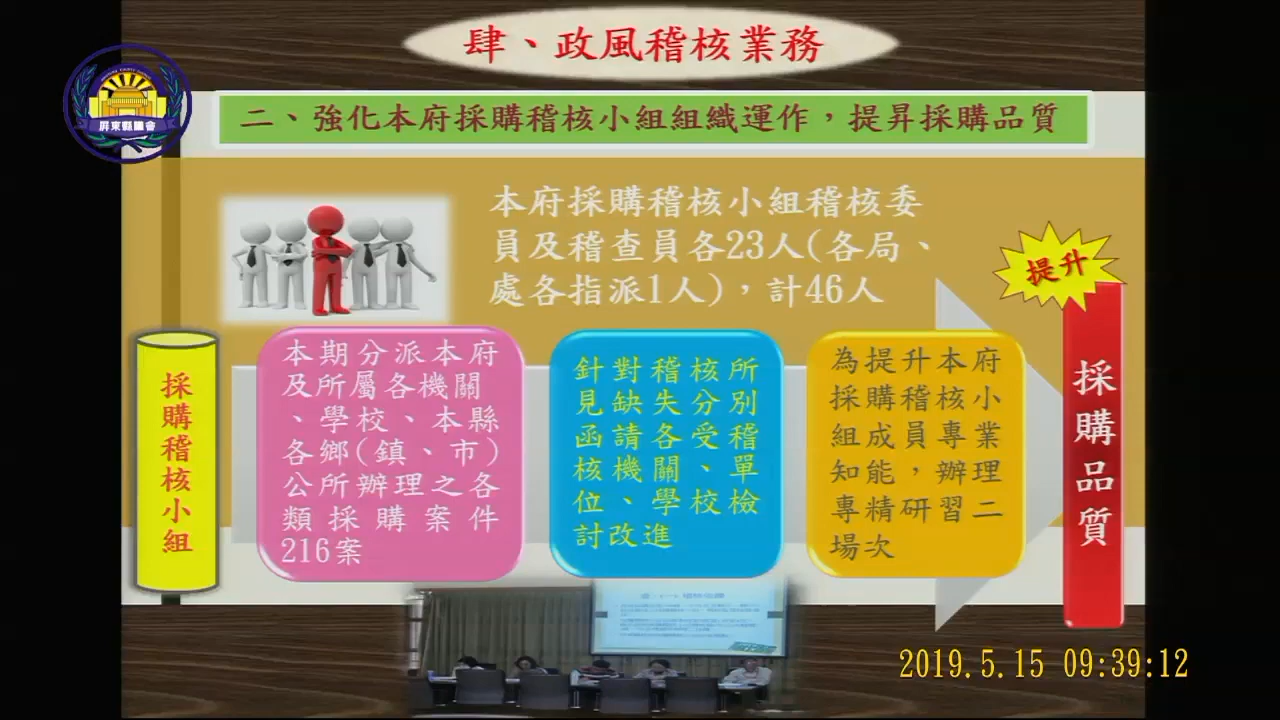 肆、政風稽核業務
屏東縣議會
二、強化本府採購稽核小組組織運作，提昇採購品質
本府採購稽核小組稽核委
員及稽查員各23人(各局、
處各指派1人)，計46人
提升
採購稽核小組
本期分派本府
及所屬各機關
、學校、本縣
各鄉(鎮、市)
公所辦理之各
類採購案件
216案
針對稽核所
見缺失分別
函請各受稽
核機關、單
位、學校檢
討改進
為提升本府
採購稽核小
組成員專業
知能，辦理
專精研習二
場次
採購品質
2019.5.15 09:39:12